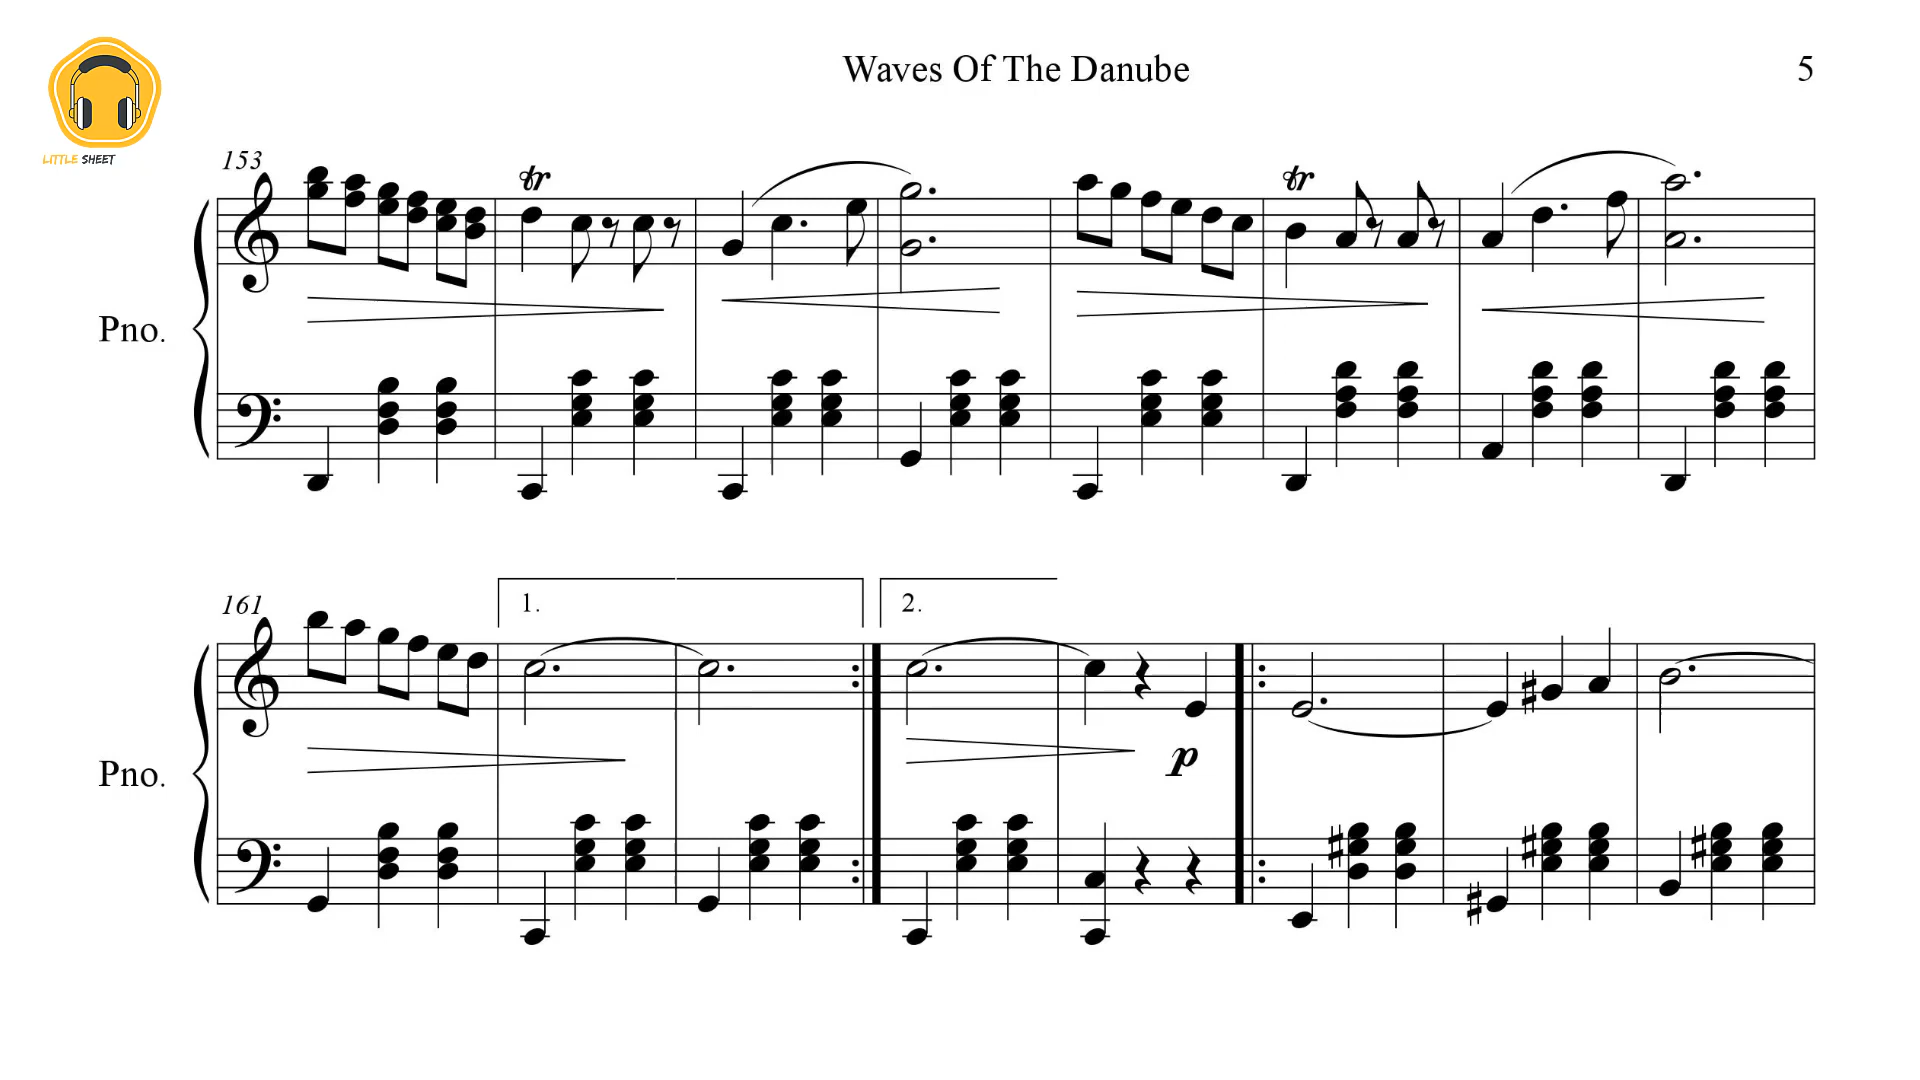 Waves Of The Danube
5
LITTLE SHEET
153
tr
tr
Pno.
161
1.
2.
Pno.
p